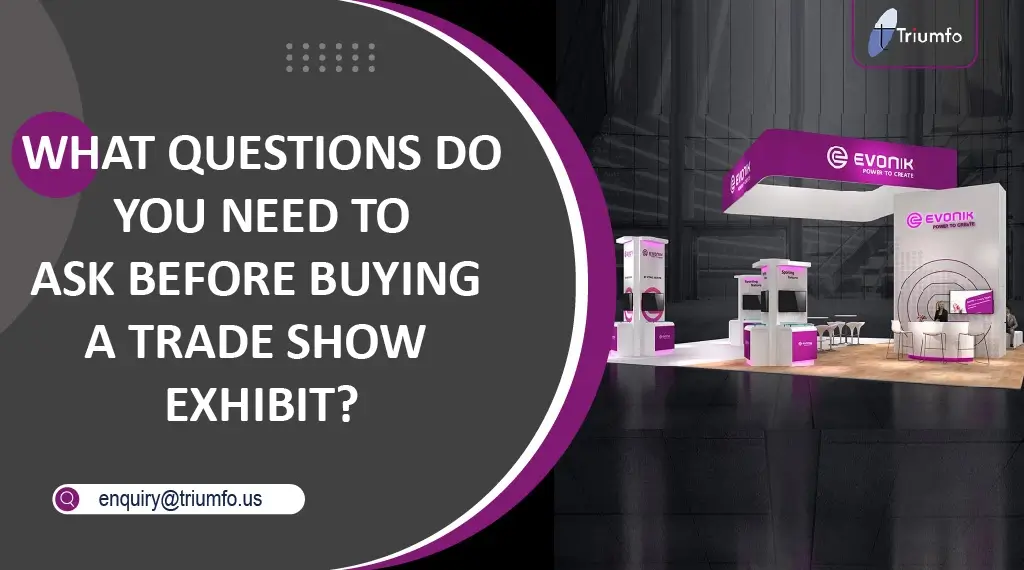 WHAT QUESTIONS DO
YOU NEED TO
ASK BEFORE BUYING
A TRADE SHOW
EXHIBIT?
enquiry@triumfo.us
Triumfo
EVONIK
POWER TO CREATE
EVONIK
EVONIK
POWER TO CREATE
EVONIK